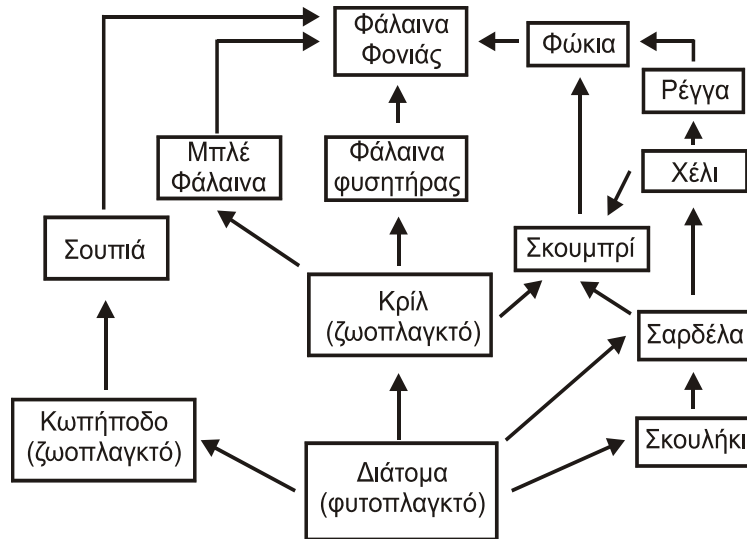 Φάλαινα
Φονιάς
Φώκια
Ρέγγα
Μπλέ
Φάλαινα
Φάλαινα
φυσητήρας
Χέλι
Σουπιά
Σκουμπρί
Κρίλ
(ζωοπλαγκτό)
Σαρδέλα
Κωπήποδο
(ζωοπλαγκτό)
Διάτομα
(φυτοπλαγκτό)
Σκουλήκι